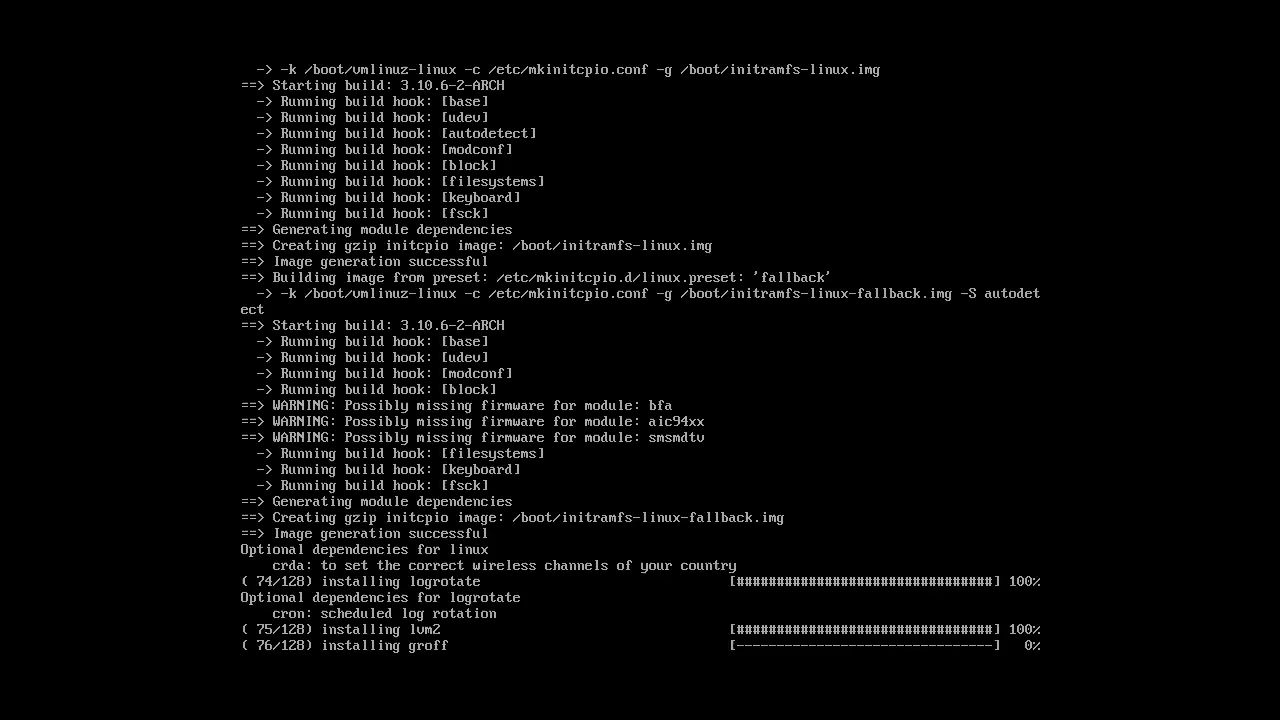 -> -k /boot/vmlinuz-linux -c /etc/mkinitcpio.conf -g /boot/initramfs-linux.img
==> Starting build: 3.10.6-2-ARCH
  -> Running build hook: [base]
  -> Running build hook: [udev]
  -> Running build hook: [autodetect]
  -> Running build hook: [modconf]
  -> Running build hook: [block]
  -> Running build hook: [filesystems]
  -> Running build hook: [keyboard]
  -> Running build hook: [fsck]
==> Generating module dependencies
==> Creating gzip initcpio image: /boot/initramfs-linux.img
==> Image generation successful
==> Building image from preset: /etc/mkinitcpio.d/linux.preset: 'fallback'
  -> -k /boot/vmlinuz-linux -c /etc/mkinitcpio.conf -g /boot/initramfs-linux-fallback.img -S autodet
ect
==> Starting build: 3.10.6-2-ARCH
  -> Running build hook: [base]
  -> Running build hook: [udev]
  -> Running build hook: [modconf]
  -> Running build hook: [block]
==> WARNING: Possibly missing firmware for module: bfa
==> WARNING: Possibly missing firmware for module: aic94xx
==> WARNING: Possibly missing firmware for module: smsmdtv
  -> Running build hook: [filesystems]
  -> Running build hook: [keyboard]
  -> Running build hook: [fsck]
==> Generating module dependencies
==> Creating gzip initcpio image: /boot/initramfs-linux-fallback.img
==> Image generation successful
Optional dependencies for linux
    crda: to set the correct wireless channels of your country
( 74/128) installing logrotate                               [################################] 100%
Optional dependencies for logrotate
    cron: scheduled log rotation
( 75/128) installing lvm2                                    [################################] 100%
( 76/128) installing groff                                   [--------------------------------]   0%